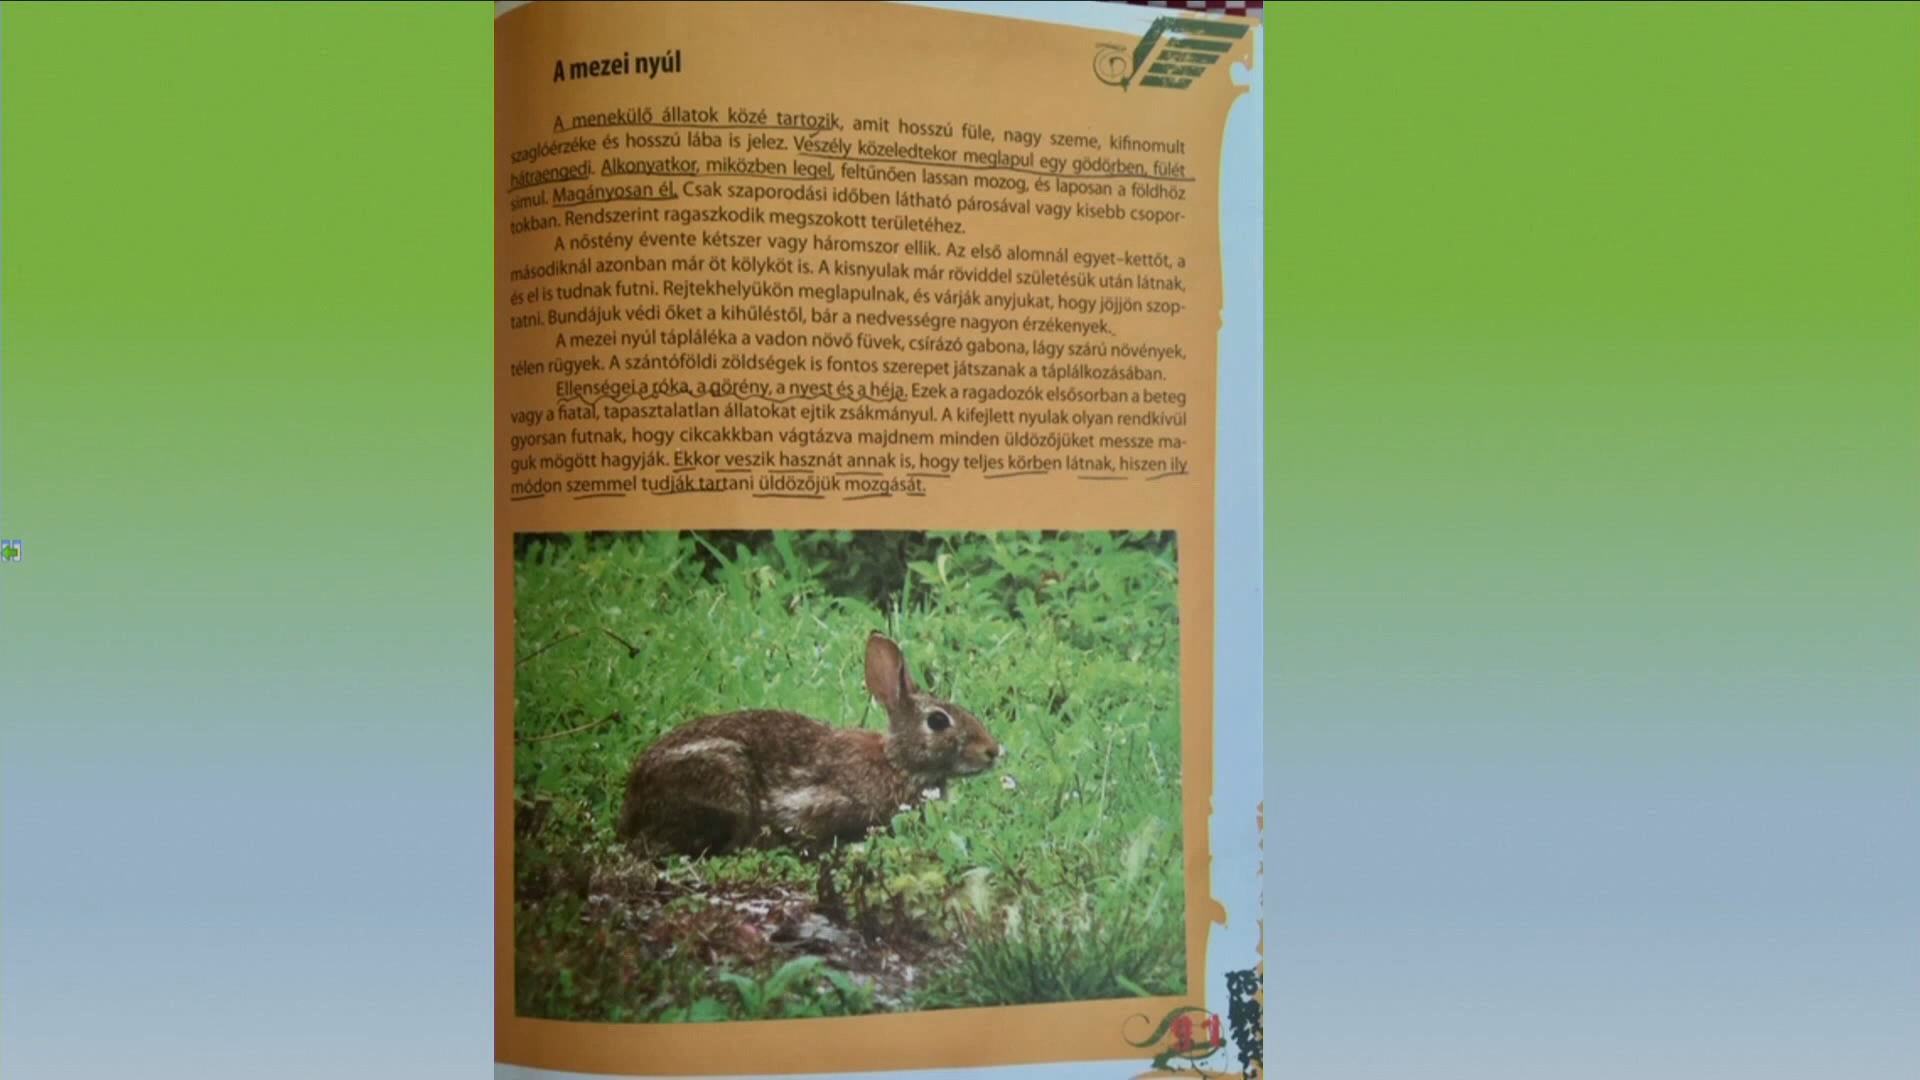 A mezei nyúl
A menekülő állatok közé tartozik, amit hosszú füle, nagy szeme, kifinomult
szaglóérzéke és hosszú lába is jelez. Veszély közeledtekor meglapul egy gödörben, fülét
hátraengedi. Alkonyatkor, miközben legel, feltűnően lassan mozog, és laposan a földhöz
simul. Magányosan él. Csak szaporodási időben látható párosával vagy kisebb csopor-
tokban. Rendszerint ragaszkodik megszokott területéhez.
A nőstény évente kétszer vagy háromszor ellik. Az első alomnál egyet–kettőt, a
másodiknál azonban már öt kölyköt is. A kisnyulak már röviddel születésük után látnak,
és el is tudnak futni. Rejtekhelyükön meglapulnak, és várják anyjukat, hogy jöjjön szop-
tatni. Bundájuk védi őket a kihűléstől, bár a nedvességre nagyon érzékenyek.
A mezei nyúl tápláléka a vadon növő füvek, csírázó gabona, lágy szárú növények,
télen rügyek. A szántóföldi zöldségek is fontos szerepet játszanak a táplálkozásában.
Ellenségei a róka, a görény, a nyest és a héja. Ezek a ragadozók elsősorban a beteg
vagy a fiatal, tapasztalatlan állatokat ejtik zsákmányul. A kifejlett nyulak olyan rendkívül
gyorsan futnak, hogy cikcakkban vágtázva majdnem minden üldözőjüket messze ma-
guk mögött hagyják. Ekkor veszik hasznát annak is, hogy teljes körben látnak, hiszen ily
módon szemmel tudják tartani üldözőjük mozgását.
91